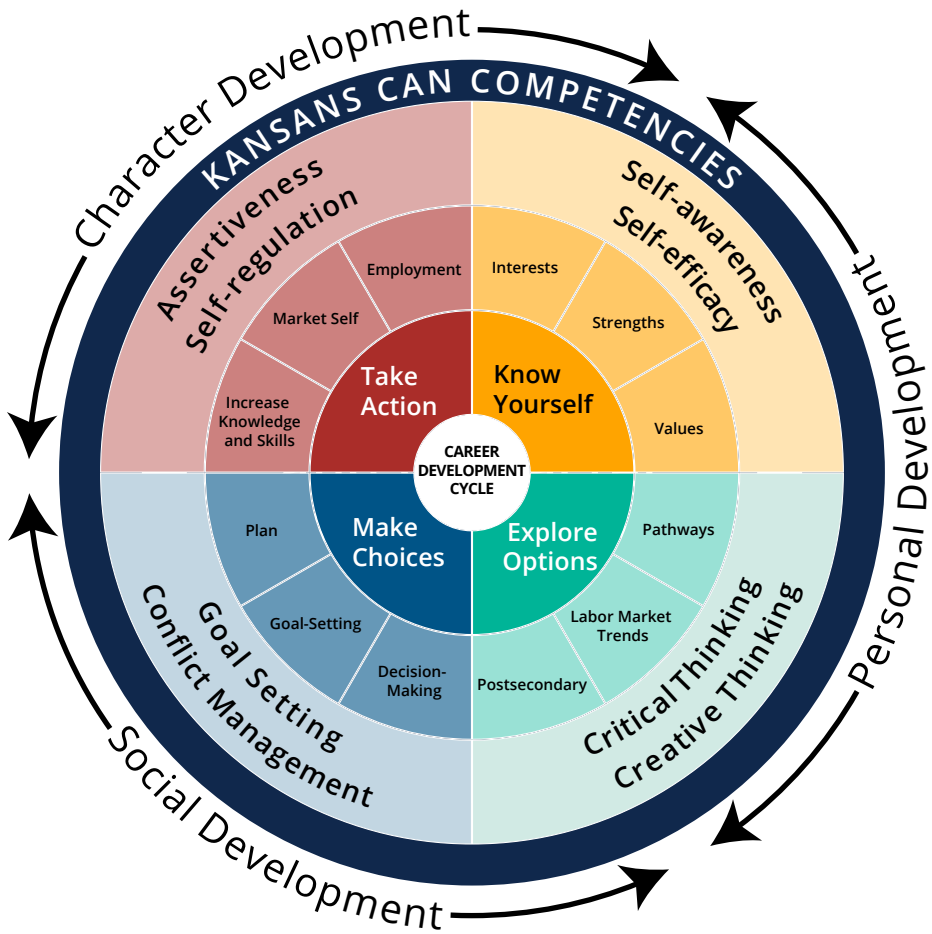 Character Development
KANSANS CAN COMPETENCIES
Personal Development
Social Development
Assertiveness
Self-regulation
Self-awareness
Self-efficacy
Employment
Market Self
Increase
Knowledge
and Skills
Interests
Strengths
Values
Take
Action
Know
Yourself
CAREER
DEVELOPMENT
CYCLE
Make
Choices
Explore
Options
Plan
Goal-Setting
Decision-
Making
Pathways
Labor Market
Trends
Postsecondary
Goal Setting
Conflict Management
Critical Thinking
Creative Thinking